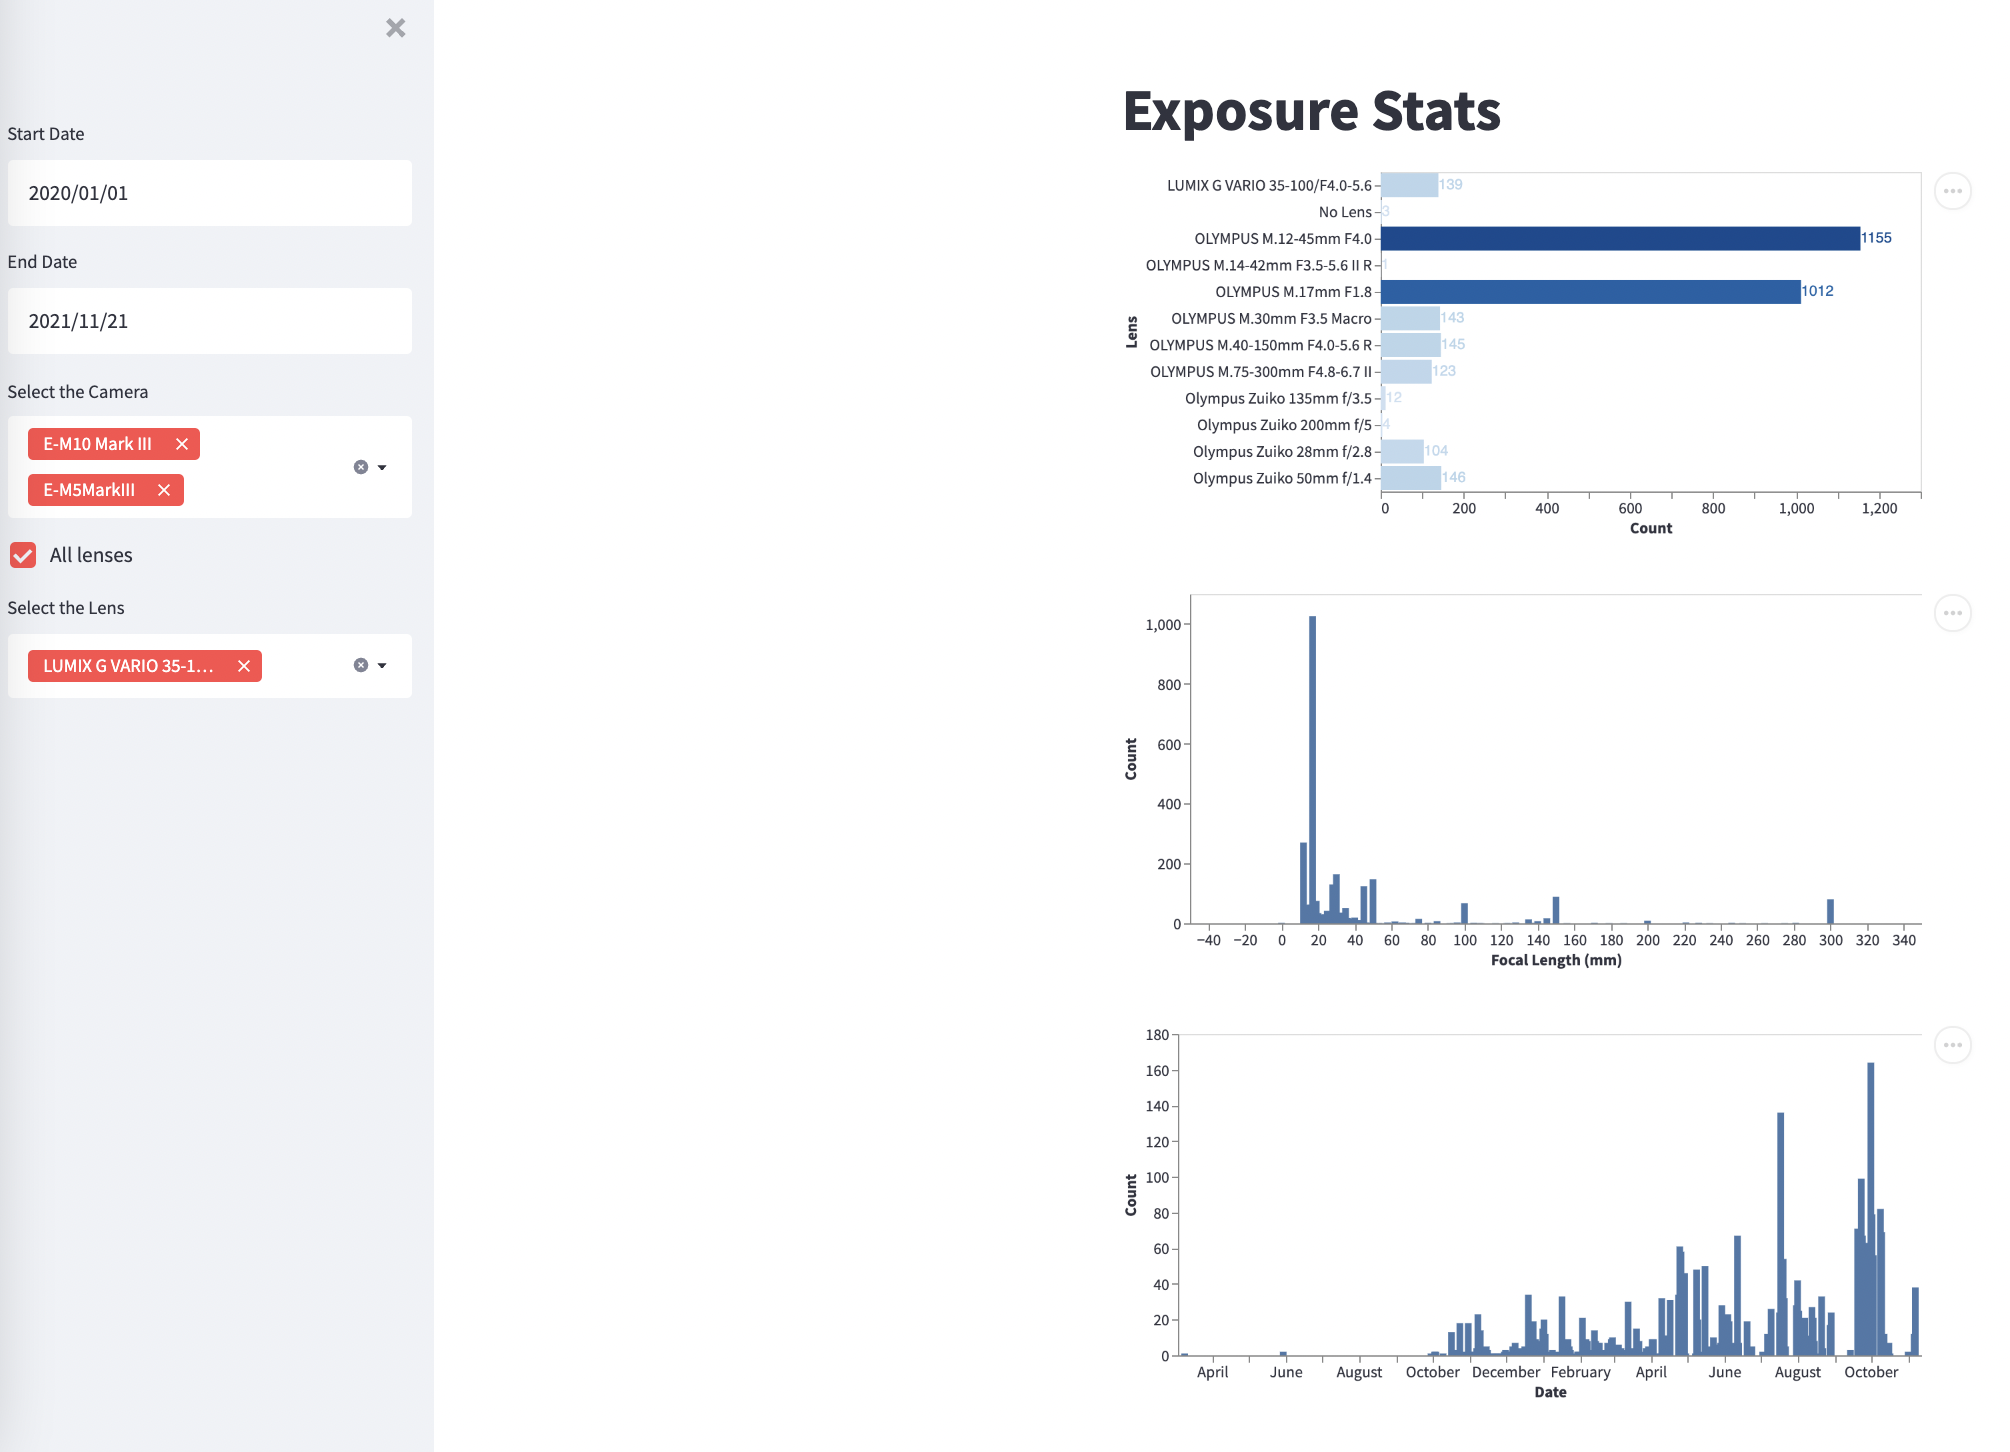 Start Date
2020/01/01
End Date
2021/11/21
Select the Camera
E-M10 Mark III
E-M5MarkIII
All lenses
Select the Lens
LUMIX G VARIO 35-1...
Exposure Stats
Lens
LUMIX G VARIO 35-100/F4.0-5.6 139
No Lens 3
OLYMPUS M.12-45mm F4.0 1155
OLYMPUS M.14-42mm F3.5-5.6 II R 1
OLYMPUS M.17mm F1.8 1012
OLYMPUS M.30mm F3.5 Macro 143
OLYMPUS M.40-150mm F4.0-5.6 R 145
OLYMPUS M.75-300mm F4.8-6.7 II 123
Olympus Zuiko 135mm f/3.5 12
Olympus Zuiko 200mm f/5 4
Olympus Zuiko 28mm f/2.8 104
Olympus Zuiko 50mm f/1.4 146
0 200 400 600 800 1,000 1,200
Count
Count
1,000
800
600
400
200
0
−40 −20 0 20 40 60 80 100 120 140 160 180 200 220 240 260 280 300 320 340
Focal Length (mm)
Count
180
160
140
120
100
80
60
40
20
0
April June August October December February April June August October
Date